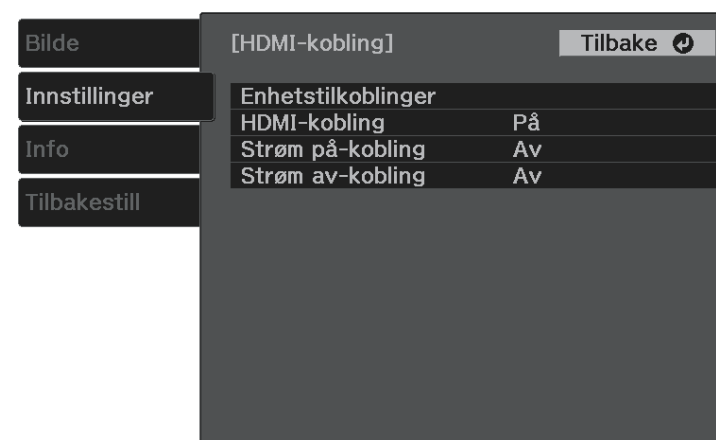 Bilde
Innstillinger
Info
Tilbakestill
[HDMI-kobling] Tilbake
Enhetstilkoblinger
HDMI-kobling På
Strøm på-kobling Av
Strøm av-kobling Av